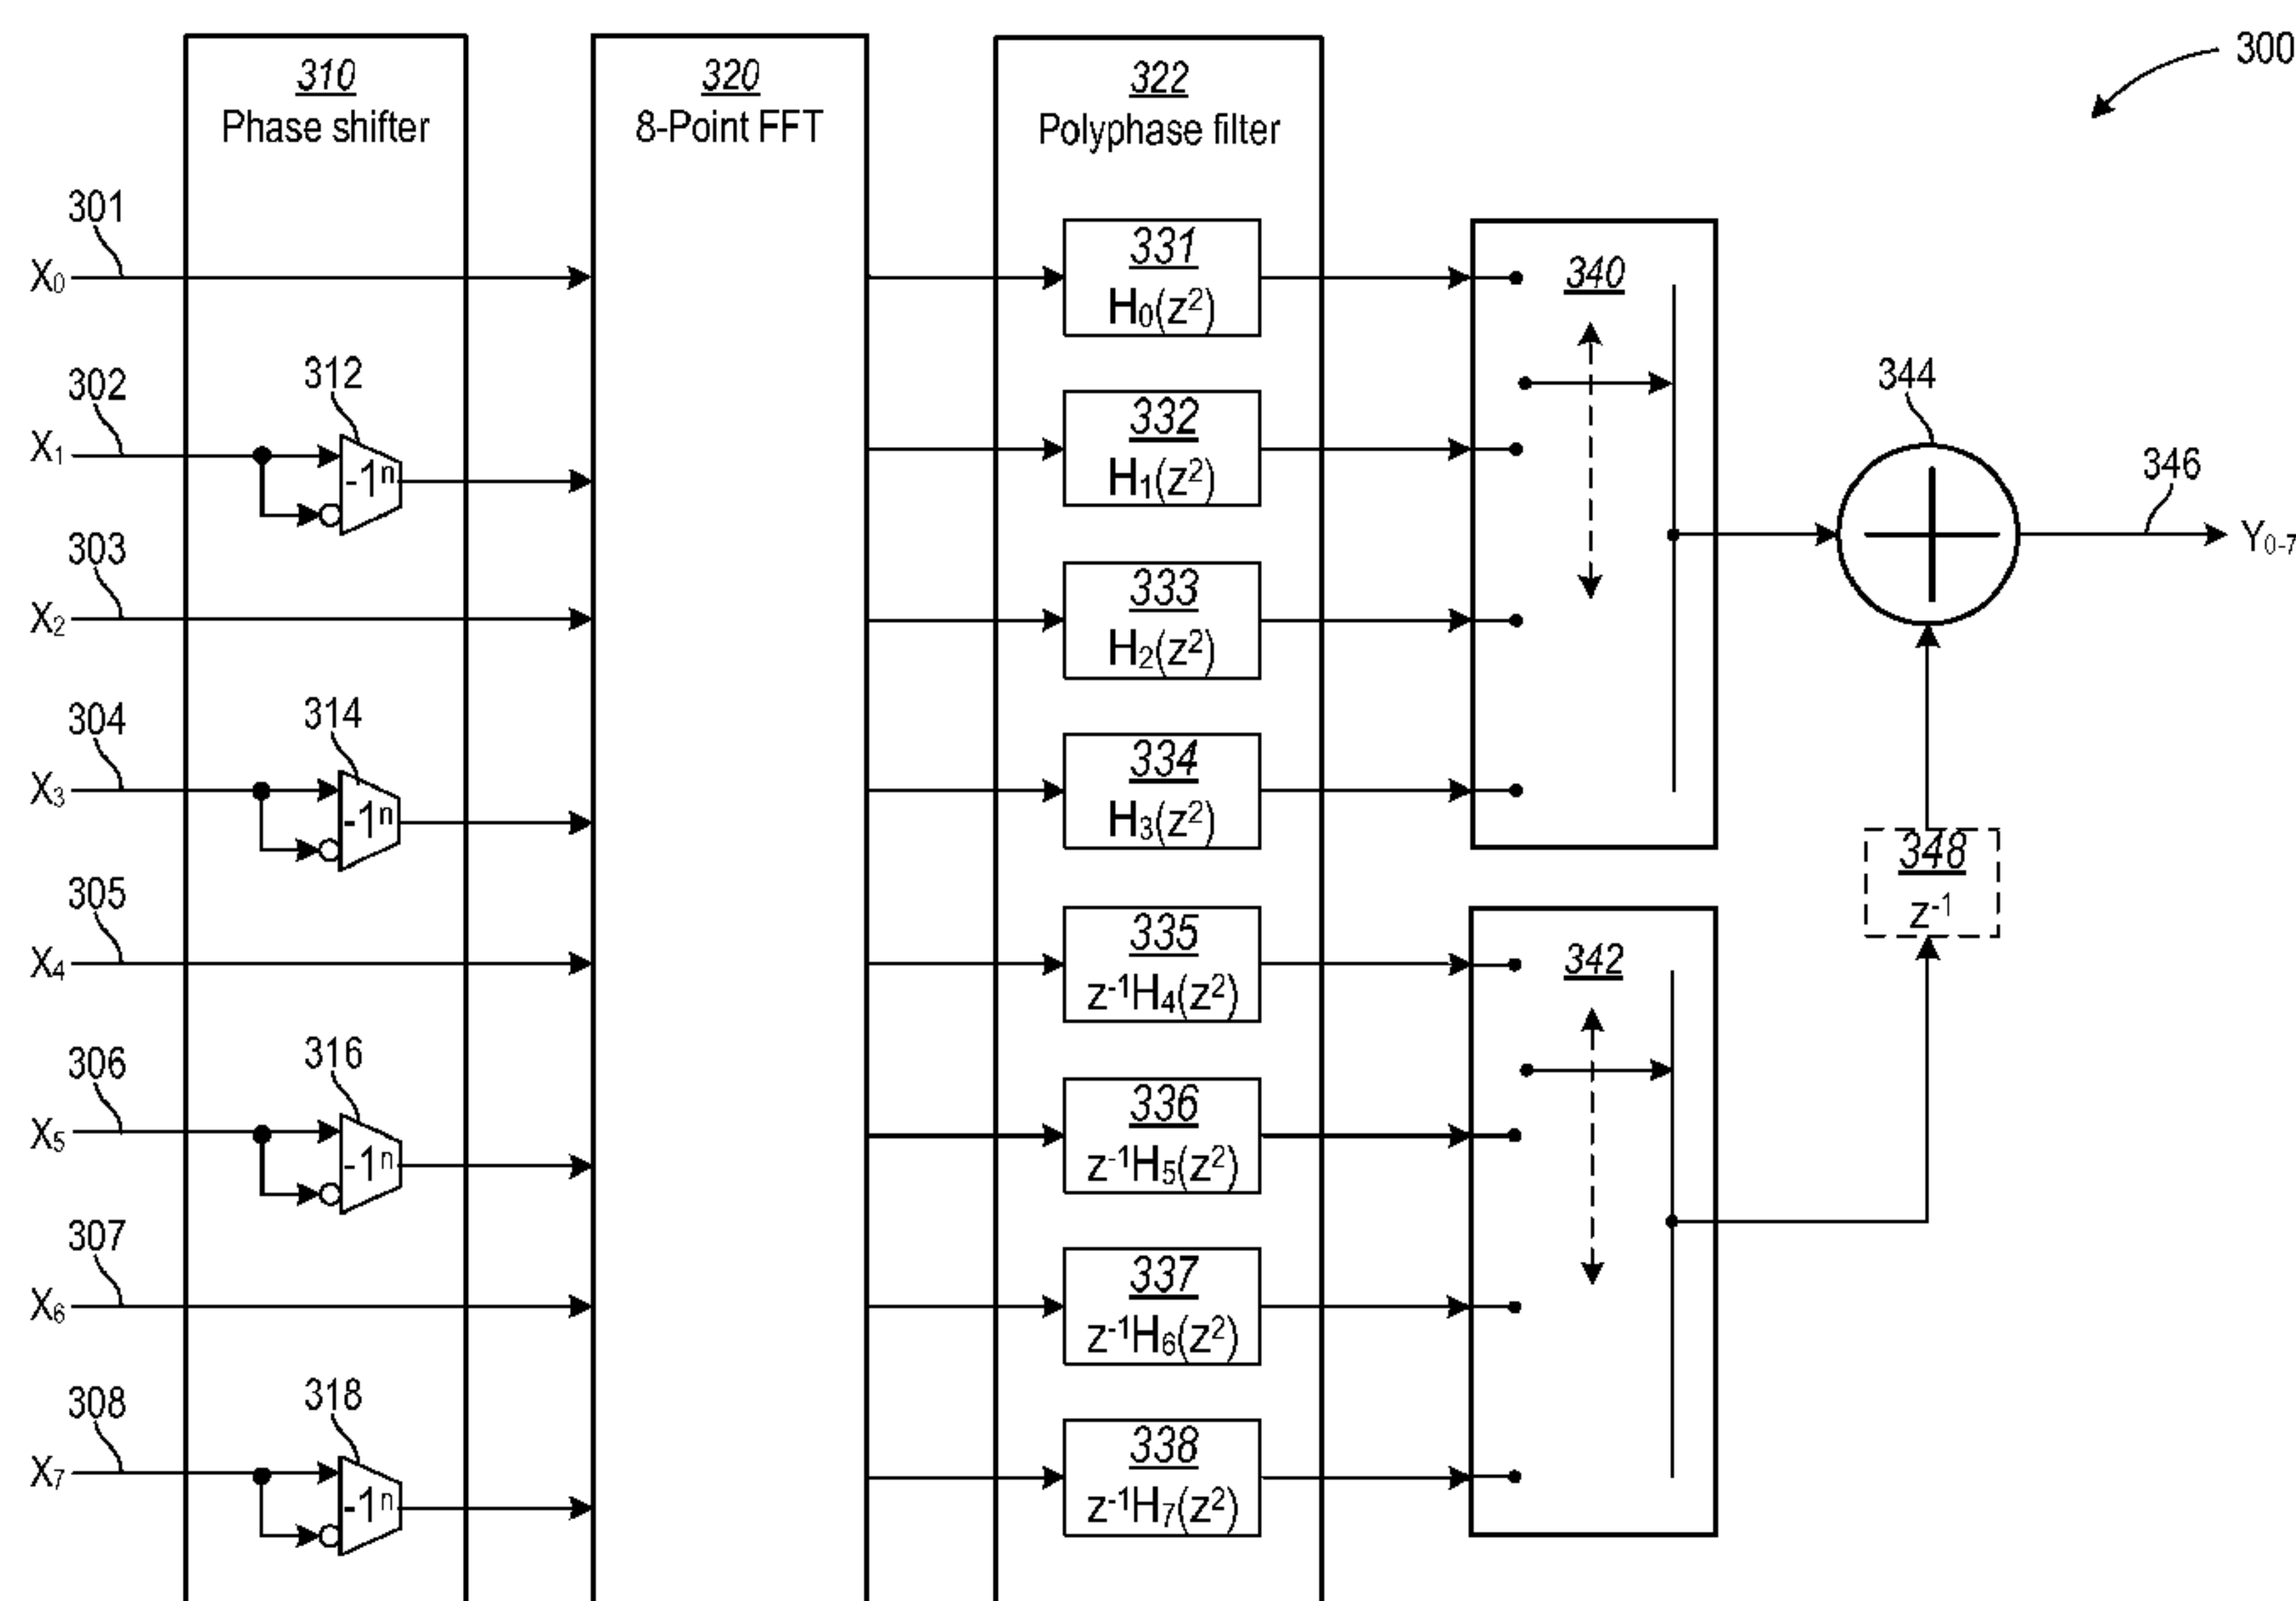 300
310
Phase shifter
320
8-Point FFT
322
Polyphase filter
301
X₀
302
X₁
312
-1ⁿ
303
X₂
304
X₃
314
-1ⁿ
305
X₄
306
X₅
316
-1ⁿ
307
X₆
308
X₇
318
-1ⁿ
331
H₀(z²)
332
H₁(z²)
333
H₂(z²)
334
H₃(z²)
335
z⁻¹H₄(z²)
336
z⁻¹H₅(z²)
337
z⁻¹H₆(z²)
338
z⁻¹H₇(z²)
340
342
344
346
Y₀₋₇
348
z⁻¹